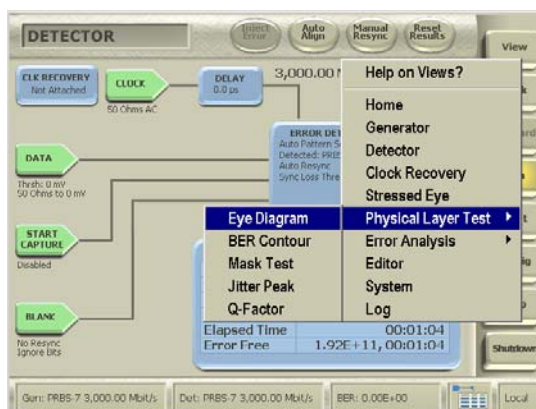 DETECTOR
Inject Error
Auto Align
Manual Resync
Reset Results
View
CLK RECOVERY
Not Attached
CLOCK
50 Ohms AC
DELAY
0.0 ps
3,000.00
Help on Views?
Home
Generator
Detector
Clock Recovery
Stressed Eye
Physical Layer Test
Error Analysis
Editor
System
Log
ERROR DET
Auto Pattern
Detected: PRBS
Auto Resync
Sync Loss Thre
DATA
Thrsh: 0 mV
50 Ohms to 0 mV
START CAPTURE
Disabled
Eye Diagram
BER Contour
Mask Test
Jitter Peak
Q-Factor
BLANK
No Resync
Ignore Bits
Elapsed Time 00:01:04
Error Free 1.92E+11, 00:01:04
Shutdown
Gen: PRBS-7 3,000.00 Mbit/s
Det: PRBS-7 3,000.00 Mbit/s
BER: 0.00E+00
Local